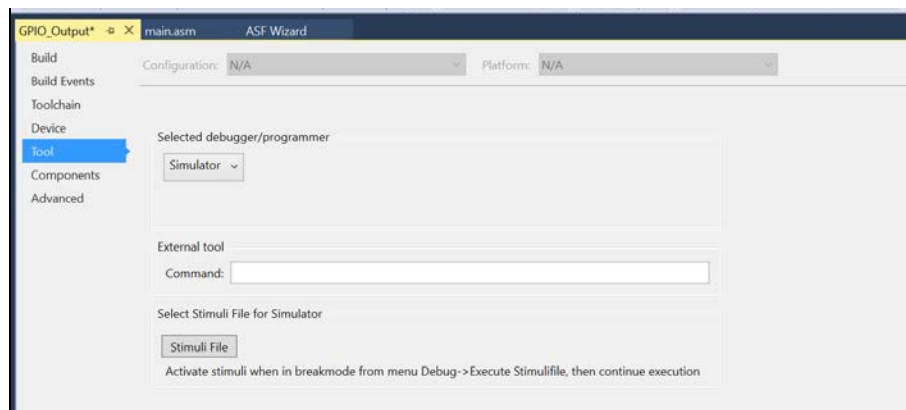 GPIO_Output* main.asm ASF Wizard
Build
Build Events
Toolchain
Device
Tool
Components
Advanced
Configuration: N/A Platform: N/A
Selected debugger/programmer
Simulator
External tool
Command:
Select Stimuli File for Simulator
Stimuli File
Activate stimuli when in breakmode from menu Debug->Execute Stimulifile, then continue execution